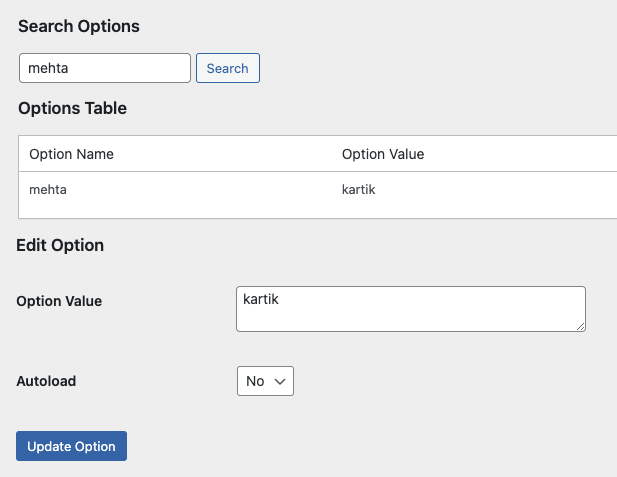 Search Options
mehta Search
Options Table
Option Name Option Value
mehta kartik
Edit Option
Option Value kartik
Autoload No
Update Option